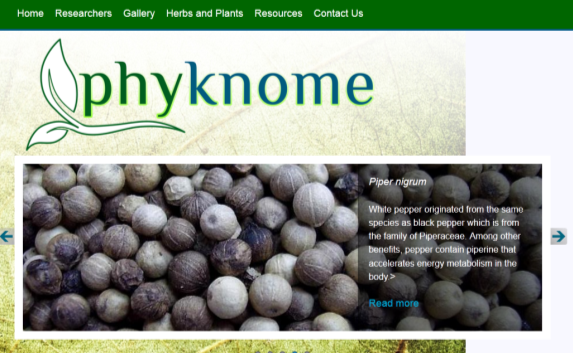 Home Researchers Gallery Herbs and Plants Resources Contact Us
phyknome
Piper nigrum
White pepper originated from the same
species as black pepper which is from
the family of Piperaceae. Among other
benefits, pepper contain piperine that
accelerates energy metabolism in the
body.>
Read more